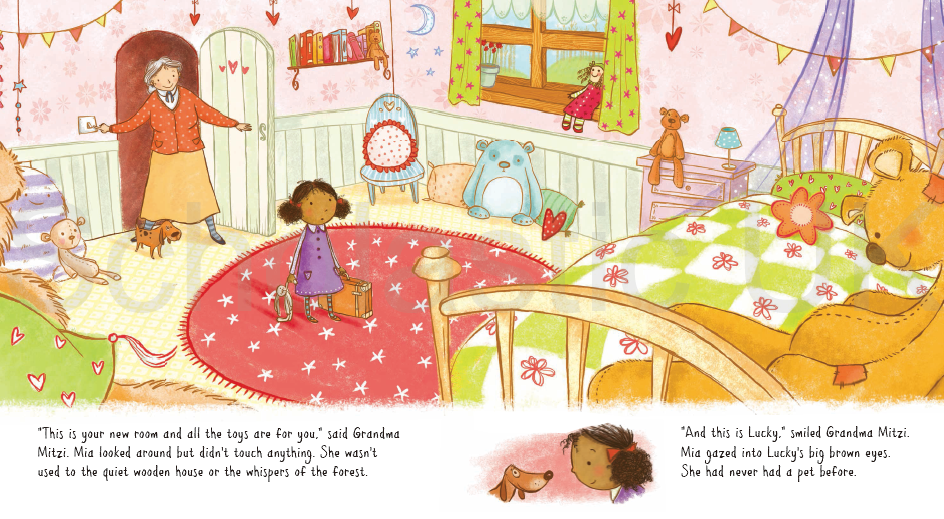 "This is your new room and all the toys are for you," said Grandma
Mitzi. Mia looked around but didn't touch anything. She wasn't
used to the quiet wooden house or the whispers of the forest.
"And this is Lucky," smiled Grandma Mitzi.
Mia gazed into Lucky's big brown eyes.
She had never had a pet before.